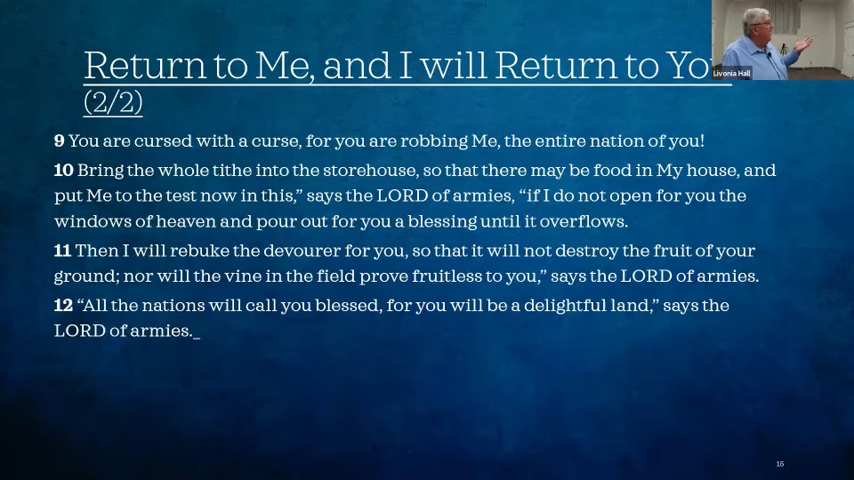 Return to Me, and I will Return to Yo
(2/2)
Livonia Hall
9 You are cursed with a curse, for you are robbing Me, the entire nation of you!
10 Bring the whole tithe into the storehouse, so that there may be food in My house, and
put Me to the test now in this,” says the LORD of armies, “if I do not open for you the
windows of heaven and pour out for you a blessing until it overflows.
11 Then I will rebuke the devourer for you, so that it will not destroy the fruit of your
ground; nor will the vine in the field prove fruitless to you,” says the LORD of armies.
12 “All the nations will call you blessed, for you will be a delightful land,” says the
LORD of armies._
15